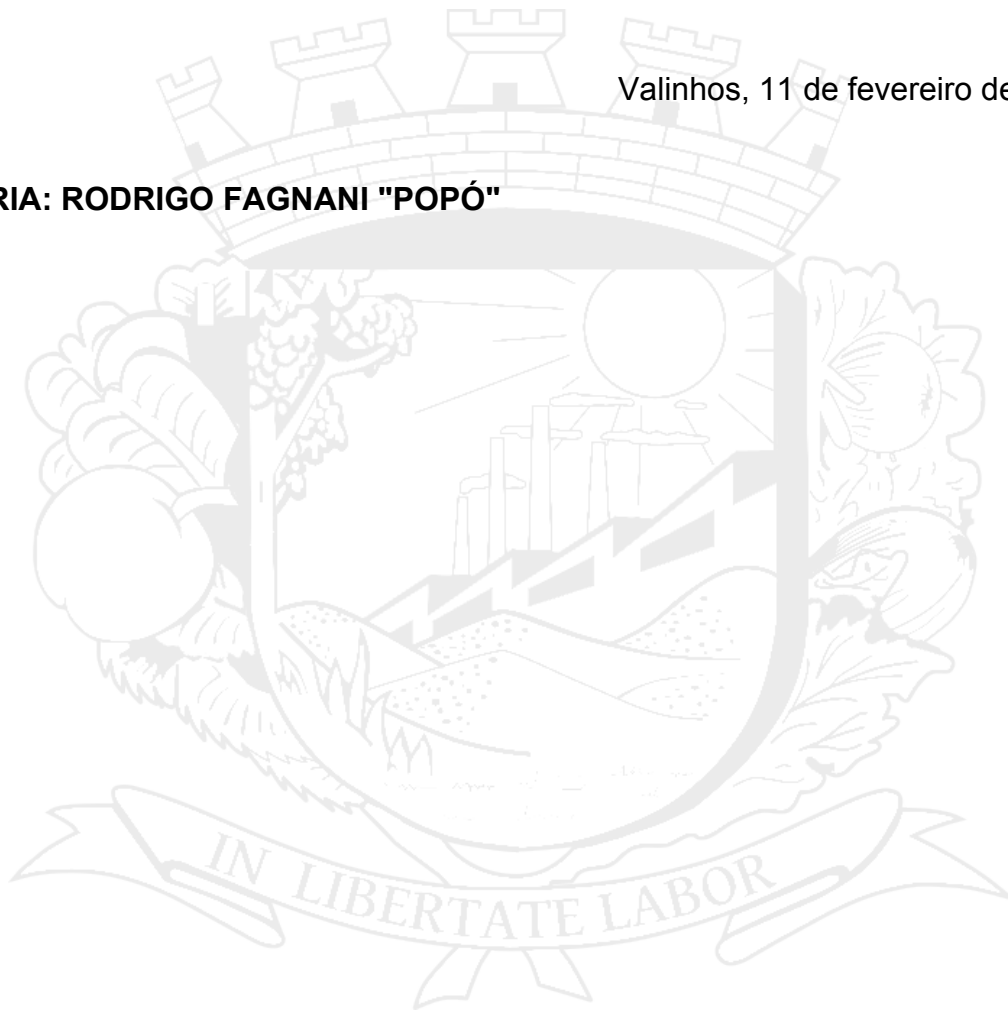 Valinhos, 11 de fevereiro de
RIA: RODRIGO FAGNANI "POPÓ"
IN LIBERTATE LABOR